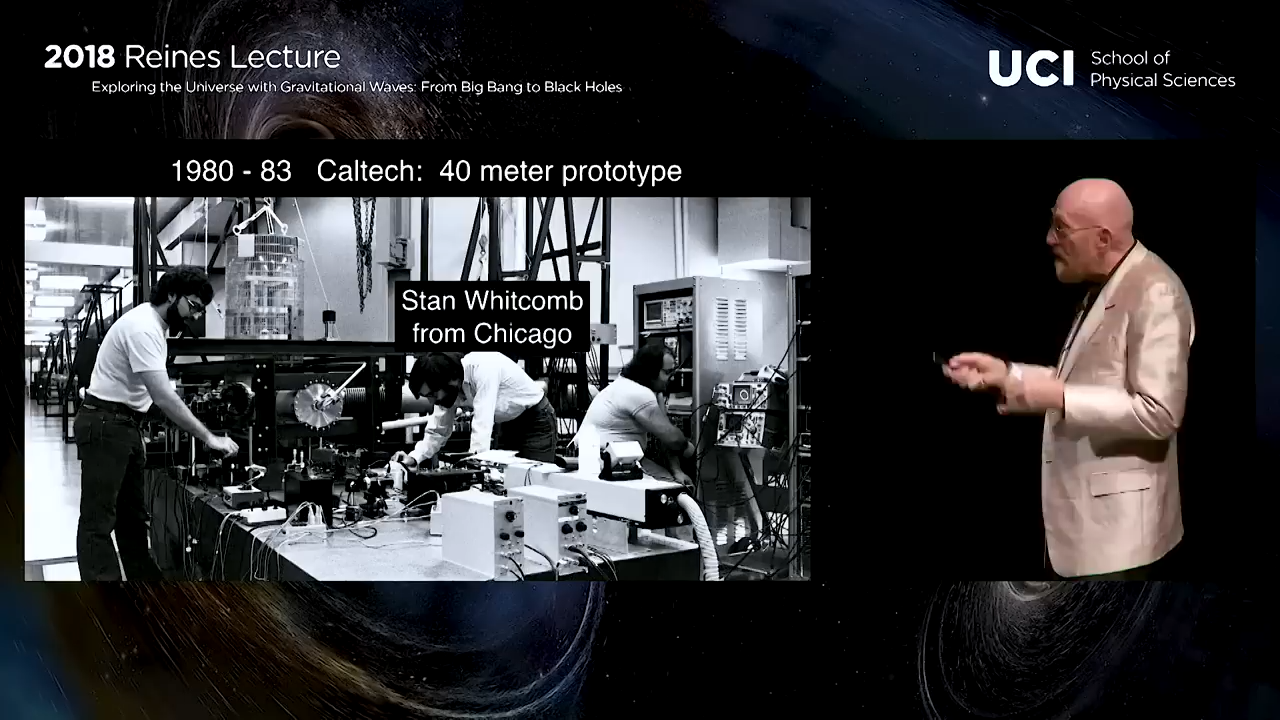 2018 Reines Lecture
Exploring the Universe with Gravitational Waves: From Big Bang to Black Holes
UCI School of
Physical Sciences
1980 - 83 Caltech: 40 meter prototype
Stan Whitcomb
from Chicago